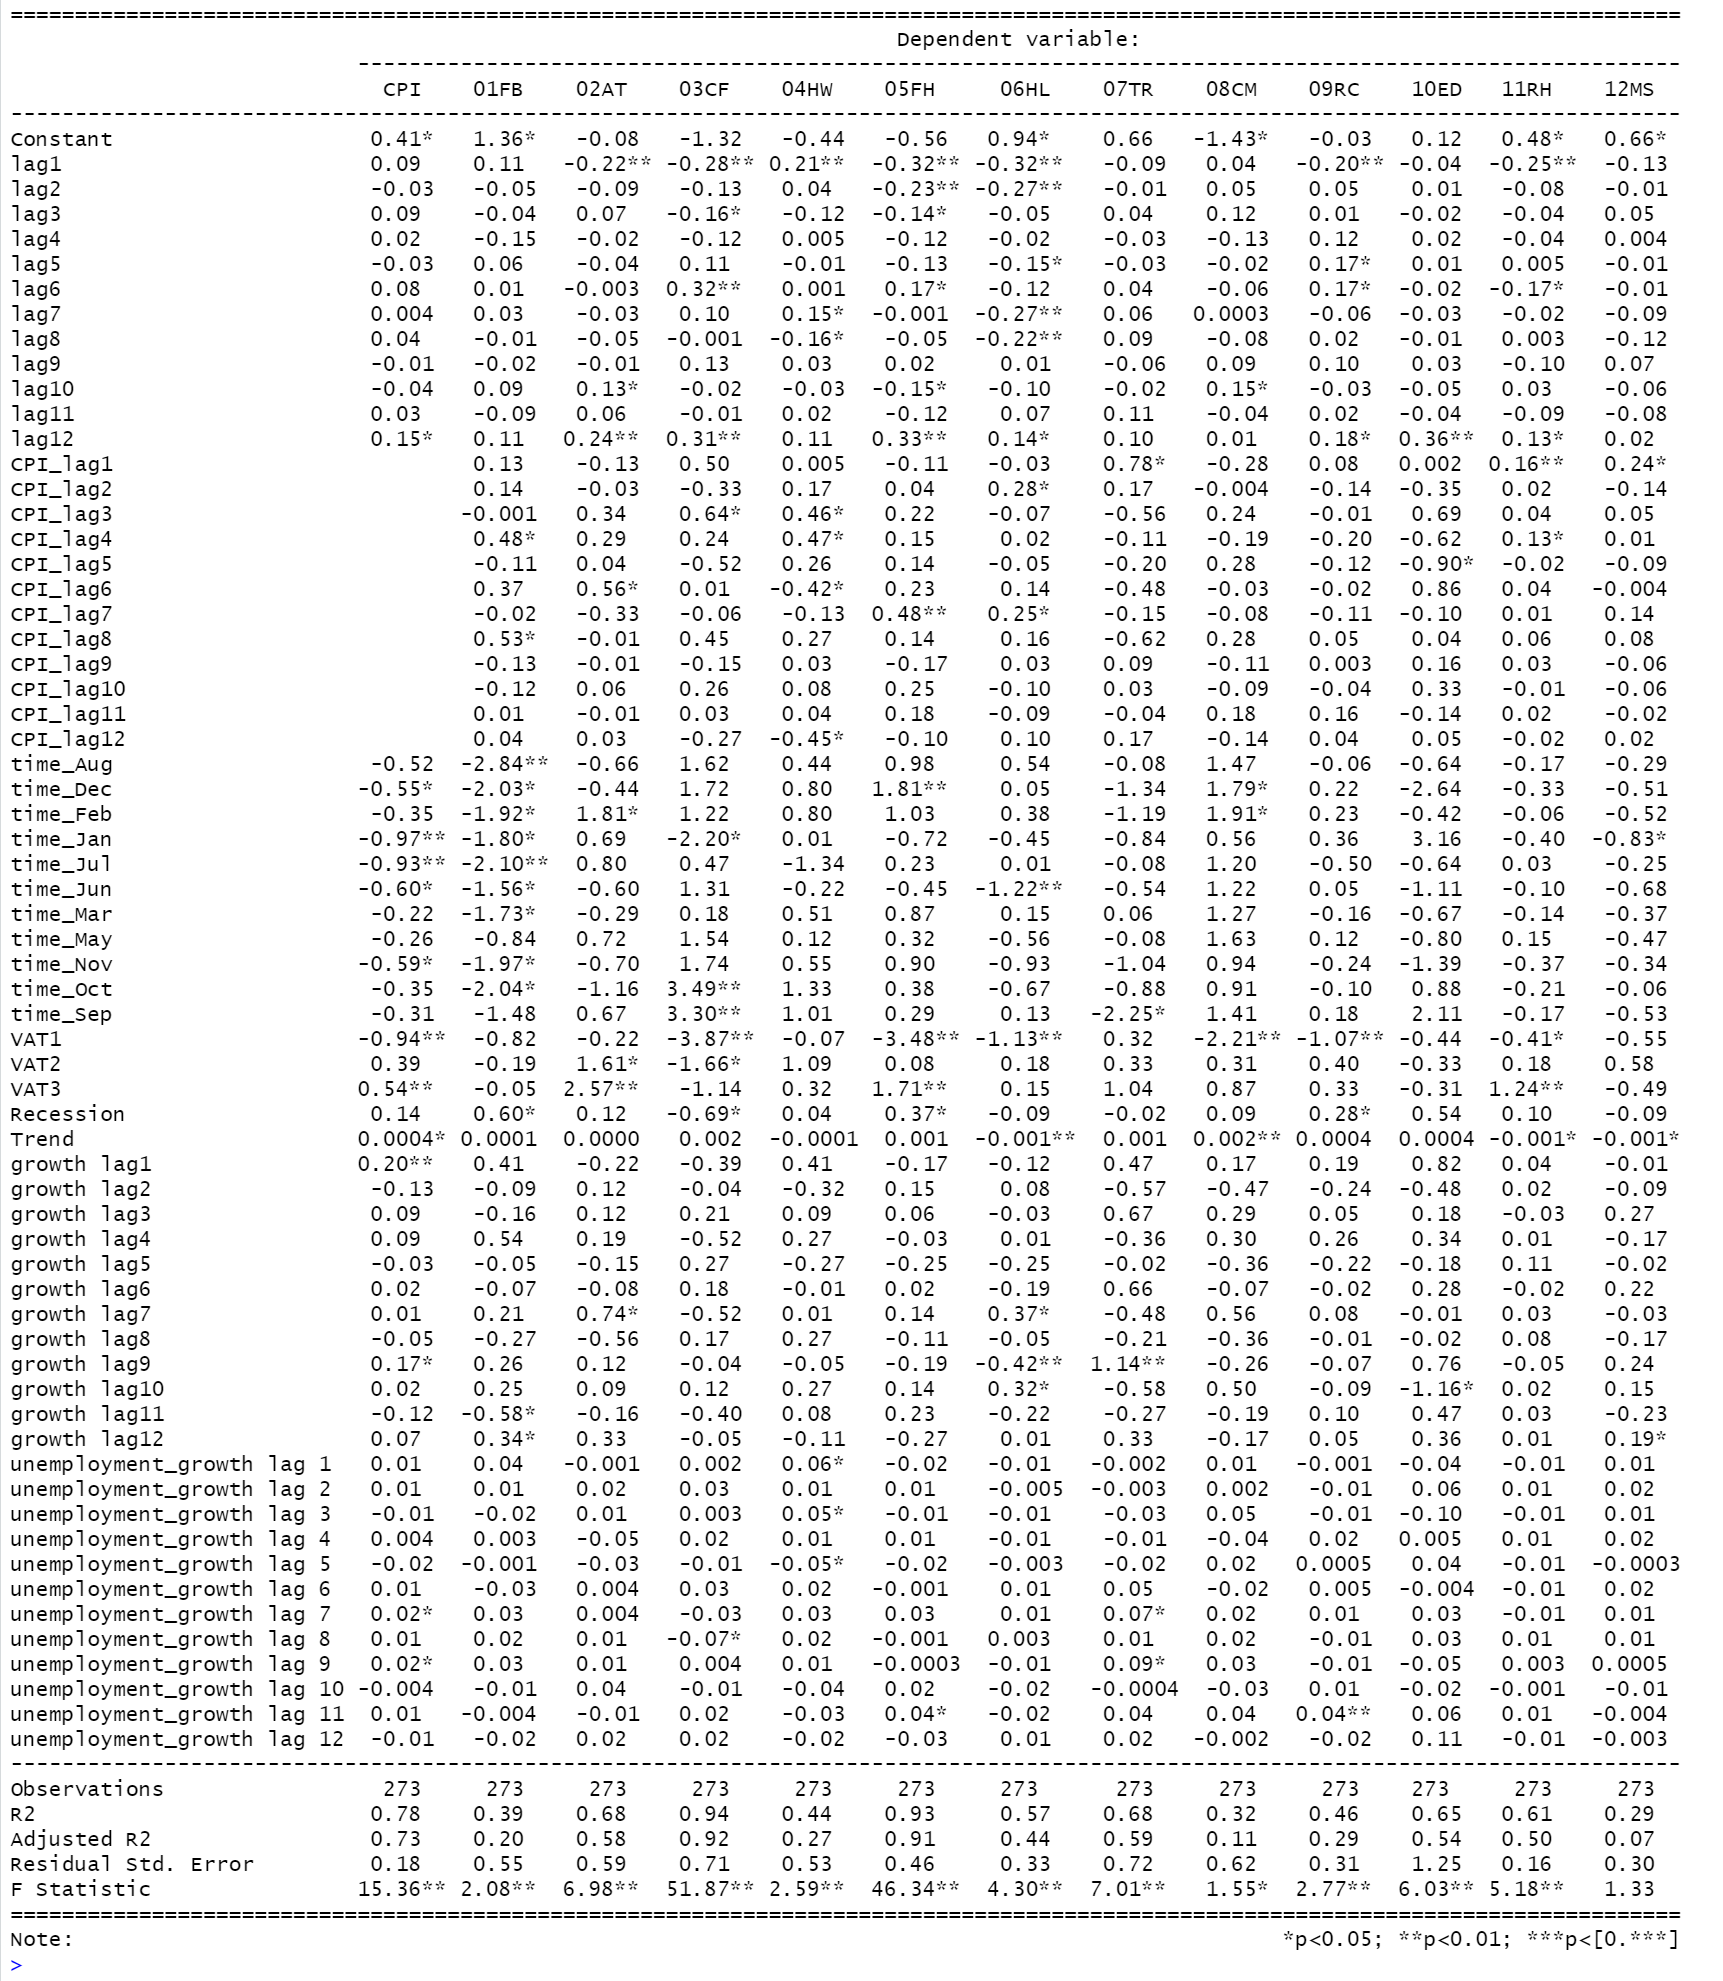 ==================================================================================================================================
Dependent variable:
-------------------------------------------------------------------------------------------------------
CPI 01FB 02AT 03CF 04HW 05FH 06HL 07TR 08CM 09RC 10ED 11RH 12MS
----------------------------------------------------------------------------------------------------------------------------------
Constant 0.41* 1.36* -0.08 -1.32 -0.44 -0.56 0.94* 0.66 -1.43* -0.03 0.12 0.48* 0.66*
lag1 0.09 0.11 -0.22** -0.28** 0.21** -0.32** -0.32** -0.09 0.04 -0.20** -0.04 -0.25** -0.13
lag2 -0.03 -0.05 -0.09 -0.13 0.04 -0.23** -0.27** -0.01 0.05 0.05 0.01 -0.08 -0.01
lag3 0.09 -0.04 0.07 -0.16* -0.12 -0.14* -0.05 0.04 0.12 0.01 -0.02 -0.04 0.05
lag4 0.02 -0.15 -0.02 -0.12 0.005 -0.12 -0.02 -0.03 -0.13 0.12 0.02 -0.04 0.004
lag5 -0.03 0.06 -0.04 0.11 -0.01 -0.13 -0.15* -0.03 -0.02 0.17* 0.01 0.005 -0.01
lag6 0.08 0.01 -0.003 0.32** 0.001 0.17* -0.12 0.04 -0.06 0.17* -0.02 -0.17* -0.01
lag7 0.004 0.03 -0.03 0.10 0.15* -0.001 -0.27** 0.06 0.0003 -0.06 -0.03 -0.02 -0.09
lag8 0.04 -0.01 -0.05 -0.001 -0.16* -0.05 -0.22** 0.09 -0.08 0.02 -0.01 0.003 -0.12
lag9 -0.01 -0.02 -0.01 0.13 0.03 0.02 0.01 -0.06 0.09 0.10 0.03 -0.10 0.07
lag10 -0.04 0.09 0.13* -0.02 -0.03 -0.15* -0.10 -0.02 0.15* -0.03 -0.05 0.03 -0.06
lag11 0.03 -0.09 0.06 -0.01 0.02 -0.12 0.07 0.11 -0.04 0.02 -0.04 -0.09 -0.08
lag12 0.15* 0.11 0.24** 0.31** 0.11 0.33** 0.14* 0.10 0.01 0.18* 0.36** 0.13* 0.02
CPI_lag1 0.13 -0.13 0.50 0.005 -0.11 -0.03 0.78* -0.28 0.08 0.002 0.16** 0.24*
CPI_lag2 0.14 -0.03 -0.33 0.17 0.04 0.28* 0.17 -0.004 -0.14 -0.35 0.02 -0.14
CPI_lag3 -0.001 0.34 0.64* 0.46* 0.22 -0.07 -0.56 0.24 -0.01 0.69 0.04 0.05
CPI_lag4 0.48* 0.29 0.24 0.47* 0.15 0.02 -0.11 -0.19 -0.20 -0.62 0.13* 0.01
CPI_lag5 -0.11 0.04 -0.52 0.26 0.14 -0.05 -0.20 0.28 -0.12 -0.90* -0.02 -0.09
CPI_lag6 0.37 0.56* 0.01 -0.42* 0.23 0.14 -0.48 -0.03 -0.02 0.86 0.04 -0.004
CPI_lag7 -0.02 -0.33 -0.06 -0.13 0.48** 0.25* -0.15 -0.08 -0.11 -0.10 0.01 0.14
CPI_lag8 0.53* -0.01 0.45 0.27 0.14 0.16 -0.62 0.28 0.05 0.04 0.06 0.08
CPI_lag9 -0.13 -0.01 -0.15 0.03 -0.17 0.03 0.09 -0.11 0.003 0.16 0.03 -0.06
CPI_lag10 -0.12 0.06 0.26 0.08 0.25 -0.10 0.03 -0.09 -0.04 0.33 -0.01 -0.06
CPI_lag11 0.01 -0.01 0.03 0.04 0.18 -0.09 -0.04 0.18 0.16 -0.14 0.02 -0.02
CPI_lag12 0.04 0.03 -0.27 -0.45* -0.10 0.10 0.17 -0.14 0.04 0.05 -0.02 0.02
time_Aug -0.52 -2.84** -0.66 1.62 0.44 0.98 0.54 -0.08 1.47 -0.06 -0.64 -0.17 -0.29
time_Dec -0.55* -2.03* -0.44 1.72 0.80 1.81** 0.05 -1.34 1.79* 0.22 -2.64 -0.33 -0.51
time_Feb -0.35 -1.92* 1.81* 1.22 0.80 1.03 0.38 -1.19 1.91* 0.23 -0.42 -0.06 -0.52
time_Jan -0.97** -1.80* 0.69 -2.20* 0.01 -0.72 -0.45 -0.84 0.56 0.36 3.16 -0.40 -0.83*
time_Jul -0.93** -2.10** 0.80 0.47 -1.34 0.23 0.01 -0.08 1.20 -0.50 -0.64 0.03 -0.25
time_Jun -0.60* -1.56* -0.60 1.31 -0.22 -0.45 -1.22** -0.54 1.22 0.05 -1.11 -0.10 -0.68
time_Mar -0.22 -1.73* -0.29 0.18 0.51 0.87 0.15 0.06 1.27 -0.16 -0.67 -0.14 -0.37
time_May -0.26 -0.84 0.72 1.54 0.12 0.32 -0.56 -0.08 1.63 0.12 -0.80 0.15 -0.47
time_Nov -0.59* -1.97* -0.70 1.74 0.55 0.90 -0.93 -1.04 0.94 -0.24 -1.39 -0.37 -0.34
time_Oct -0.35 -2.04* -1.16 3.49** 1.33 0.38 -0.67 -0.88 0.91 -0.10 0.88 -0.21 -0.06
time_Sep -0.31 -1.48 0.67 3.30** 1.01 0.29 0.13 -2.25* 1.41 0.18 2.11 -0.17 -0.53
VAT1 -0.94** -0.82 -0.22 -3.87** -0.07 -3.48** -1.13** 0.32 -2.21** -1.07** -0.44 -0.41* -0.55
VAT2 0.39 -0.19 1.61* -1.66* 1.09 0.08 0.18 0.33 0.31 0.40 -0.33 0.18 0.58
VAT3 0.54** -0.05 2.57** -1.14 0.32 1.71** 0.15 1.04 0.87 0.33 -0.31 1.24** -0.49
Recession 0.14 0.60* 0.12 -0.69* 0.04 0.37* -0.09 -0.02 0.09 0.28* 0.54 0.10 -0.09
Trend 0.0004* 0.0001 0.0000 0.002 -0.0001 0.001 -0.001** 0.001 0.002** 0.0004 0.0004 -0.001* -0.001*
growth lag1 0.20** 0.41 -0.22 -0.39 0.41 -0.17 -0.12 0.47 0.17 0.19 0.82 0.04 -0.01
growth lag2 -0.13 -0.09 0.12 -0.04 -0.32 0.15 0.08 -0.57 -0.47 -0.24 -0.48 0.02 -0.09
growth lag3 0.09 -0.16 0.12 0.21 0.09 0.06 -0.03 0.67 0.29 0.05 0.18 -0.03 0.27
growth lag4 0.09 0.54 0.19 -0.52 0.27 -0.03 0.01 -0.36 0.30 0.26 0.34 0.01 -0.17
growth lag5 -0.03 -0.05 -0.15 0.27 -0.27 -0.25 -0.25 -0.02 -0.36 -0.22 -0.18 0.11 -0.02
growth lag6 0.02 -0.07 -0.08 0.18 -0.01 0.02 -0.19 0.66 -0.07 -0.02 0.28 -0.02 0.22
growth lag7 0.01 0.21 0.74* -0.52 0.01 0.14 0.37* -0.48 0.56 0.08 -0.01 0.03 -0.03
growth lag8 -0.05 -0.27 -0.56 0.17 0.27 -0.11 -0.05 -0.21 -0.36 -0.01 -0.02 0.08 -0.17
growth lag9 0.17* 0.26 0.12 -0.04 -0.05 -0.19 -0.42** 1.14** -0.26 -0.07 0.76 -0.05 0.24
growth lag10 0.02 0.25 0.09 0.12 0.27 0.14 0.32* -0.58 0.50 -0.09 -1.16* 0.02 0.15
growth lag11 -0.12 -0.58* -0.16 -0.40 0.08 0.23 -0.22 -0.27 -0.19 0.10 0.47 0.03 -0.23
growth lag12 0.07 0.34* 0.33 -0.05 -0.11 -0.27 0.01 0.33 -0.17 0.05 0.36 0.01 0.19*
unemployment_growth lag 1 0.01 0.04 -0.001 0.002 0.06* -0.02 -0.01 -0.002 0.01 -0.001 -0.04 -0.01 0.01
unemployment_growth lag 2 0.01 0.01 0.02 0.03 0.01 0.01 -0.005 -0.003 0.002 -0.01 0.06 0.01 0.02
unemployment_growth lag 3 -0.01 -0.02 0.01 0.003 0.05* -0.01 -0.01 -0.03 0.05 -0.01 -0.10 -0.01 0.01
unemployment_growth lag 4 0.004 0.003 -0.05 0.02 0.01 0.01 -0.01 -0.01 -0.04 0.02 0.005 0.01 0.02
unemployment_growth lag 5 -0.02 -0.001 -0.03 -0.01 -0.05* -0.02 -0.003 -0.02 0.02 0.0005 0.04 -0.01 -0.0003
unemployment_growth lag 6 0.01 -0.03 0.004 0.03 0.02 -0.001 0.01 0.05 -0.02 0.005 -0.004 -0.01 0.02
unemployment_growth lag 7 0.02* 0.03 0.004 -0.03 0.03 0.03 0.01 0.07* 0.02 0.01 0.03 -0.01 0.01
unemployment_growth lag 8 0.01 0.02 0.01 -0.07* 0.02 -0.001 0.003 0.01 0.02 -0.01 0.03 0.01 0.01
unemployment_growth lag 9 0.02* 0.03 0.01 0.004 0.01 -0.0003 -0.01 0.09* 0.03 -0.01 -0.05 0.003 0.0005
unemployment_growth lag 10 -0.004 -0.01 0.04 -0.01 -0.04 0.02 -0.02 -0.0004 -0.03 0.01 -0.02 -0.001 -0.01
unemployment_growth lag 11 0.01 -0.004 -0.01 0.02 -0.03 0.04* -0.02 0.04 0.04 0.04** 0.06 0.01 -0.004
unemployment_growth lag 12 -0.01 -0.02 0.02 0.02 -0.02 -0.03 0.01 0.02 -0.002 -0.02 0.11 -0.01 -0.003
----------------------------------------------------------------------------------------------------------------------------------
Observations 273 273 273 273 273 273 273 273 273 273 273 273 273
R2 0.78 0.39 0.68 0.94 0.44 0.93 0.57 0.68 0.32 0.46 0.65 0.61 0.29
Adjusted R2 0.73 0.20 0.58 0.92 0.27 0.91 0.44 0.59 0.11 0.29 0.54 0.50 0.07
Residual Std. Error 0.18 0.55 0.59 0.71 0.53 0.46 0.33 0.72 0.62 0.31 1.25 0.16 0.30
F Statistic 15.36** 2.08** 6.98** 51.87** 2.59** 46.34** 4.30** 7.01** 1.55* 2.77** 6.03** 5.18** 1.33
==================================================================================================================================
Note: *p<0.05; **p<0.01; ***p<[0.***]
>